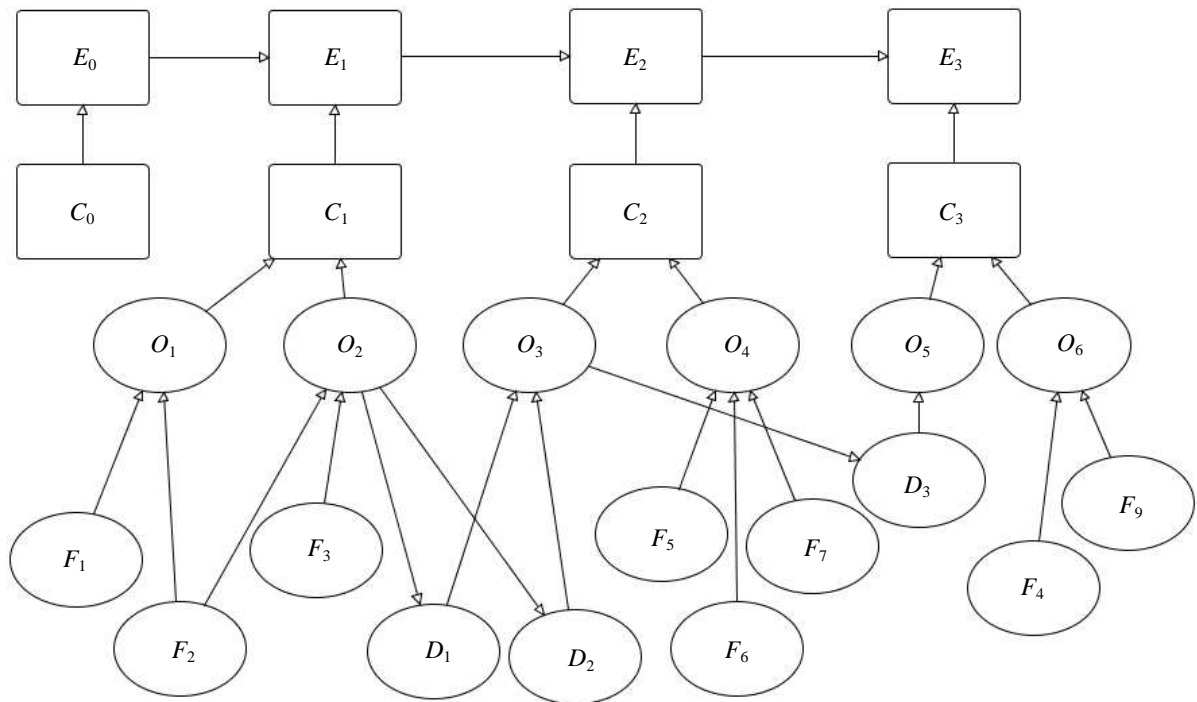 E₀ E₁ E₂ E₃
C₀ C₁ C₂ C₃
O₁ O₂ O₃ O₄ O₅ O₆
D₃
F₉
F₁ F₃ F₅ F₇
F₄
F₂ D₁ D₂ F₆